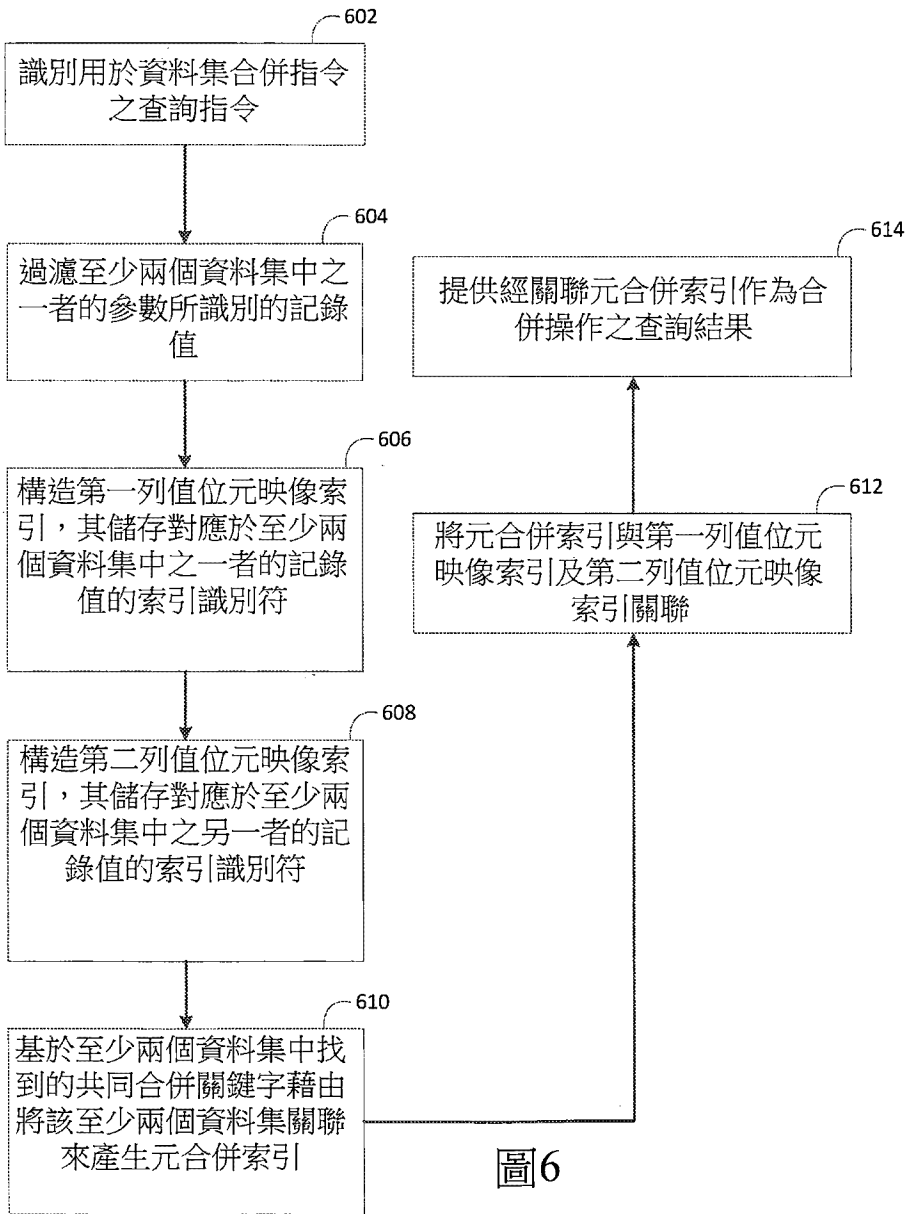 602
識別用於資料集合併指令
之查詢指令
604
過濾至少兩個資料集中之
一者的參數所識別的記錄
值
606
構造第一列值位元映像索
引，其儲存對應於至少兩
個資料集中之一者的記錄
值的索引識別符
608
構造第二列值位元映像索
引，其儲存對應於至少兩
個資料集中之另一者的記
錄值的索引識別符
610
基於至少兩個資料集中找
到的共同合併關鍵字藉由
將該至少兩個資料集關聯
來產生元合併索引
612
將元合併索引與第一列值位元
映像索引及第二列值位元映像
索引關聯
614
提供經關聯元合併索引作為合
併操作之查詢結果
圖6